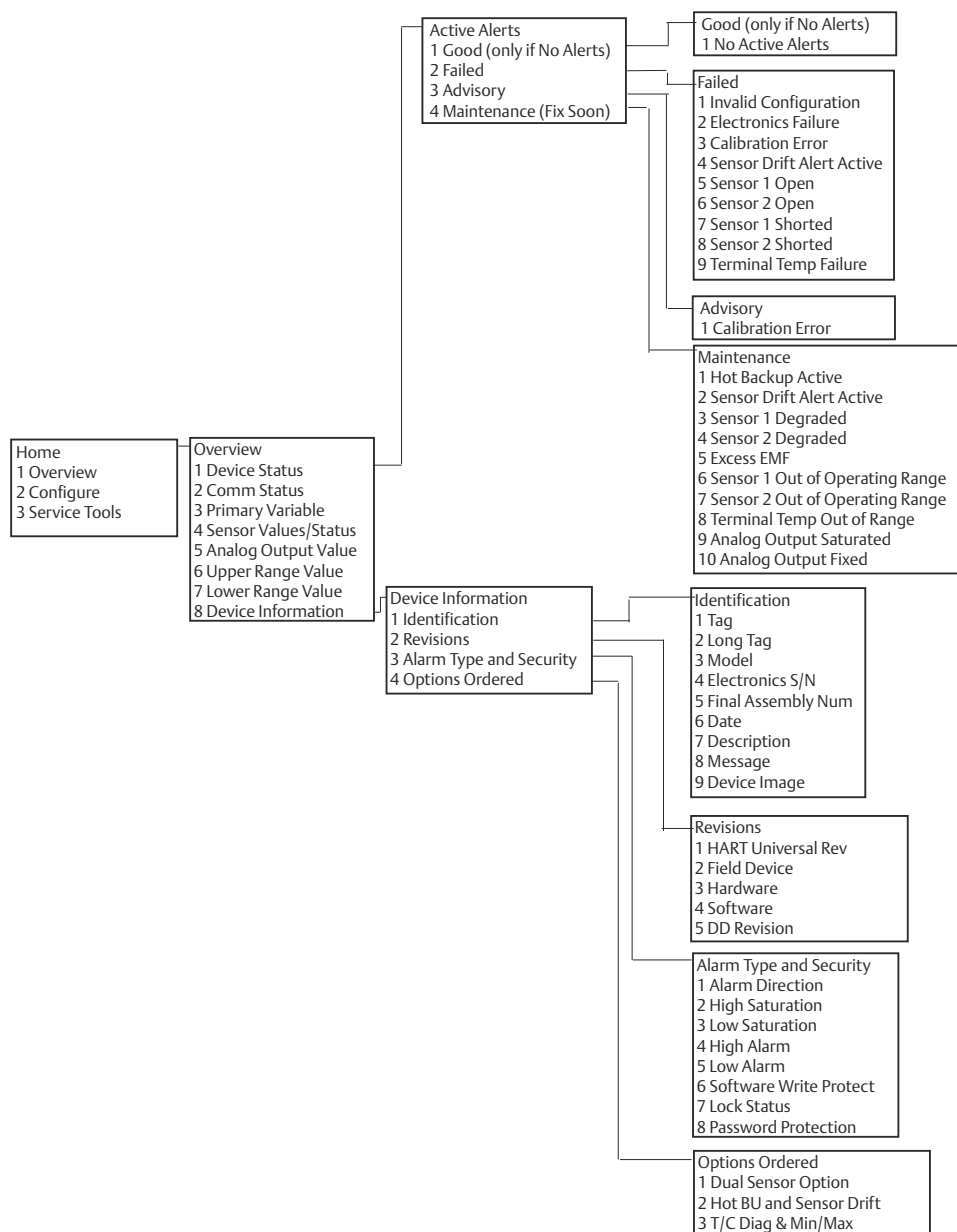 Home
1 Overview
2 Configure
3 Service Tools
Overview
1 Device Status
2 Comm Status
3 Primary Variable
4 Sensor Values/Status
5 Analog Output Value
6 Upper Range Value
7 Lower Range Value
8 Device Information
Active Alerts
1 Good (only if No Alerts)
2 Failed
3 Advisory
4 Maintenance (Fix Soon)
Good (only if No Alerts)
1 No Active Alerts
Failed
1 Invalid Configuration
2 Electronics Failure
3 Calibration Error
4 Sensor Drift Alert Active
5 Sensor 1 Open
6 Sensor 2 Open
7 Sensor 1 Shorted
8 Sensor 2 Shorted
9 Terminal Temp Failure
Advisory
1 Calibration Error
Maintenance
1 Hot Backup Active
2 Sensor Drift Alert Active
3 Sensor 1 Degraded
4 Sensor 2 Degraded
5 Excess EMF
6 Sensor 1 Out of Operating Range
7 Sensor 2 Out of Operating Range
8 Terminal Temp Out of Range
9 Analog Output Saturated
10 Analog Output Fixed
Device Information
1 Identification
2 Revisions
3 Alarm Type and Security
4 Options Ordered
Identification
1 Tag
2 Long Tag
3 Model
4 Electronics S/N
5 Final Assembly Num
6 Date
7 Description
8 Message
9 Device Image
Revisions
1 HART Universal Rev
2 Field Device
3 Hardware
4 Software
5 DD Revision
Alarm Type and Security
1 Alarm Direction
2 High Saturation
3 Low Saturation
4 High Alarm
5 Low Alarm
6 Software Write Protect
7 Lock Status
8 Password Protection
Options Ordered
1 Dual Sensor Option
2 Hot BU and Sensor Drift
3 T/C Diag & Min/Max